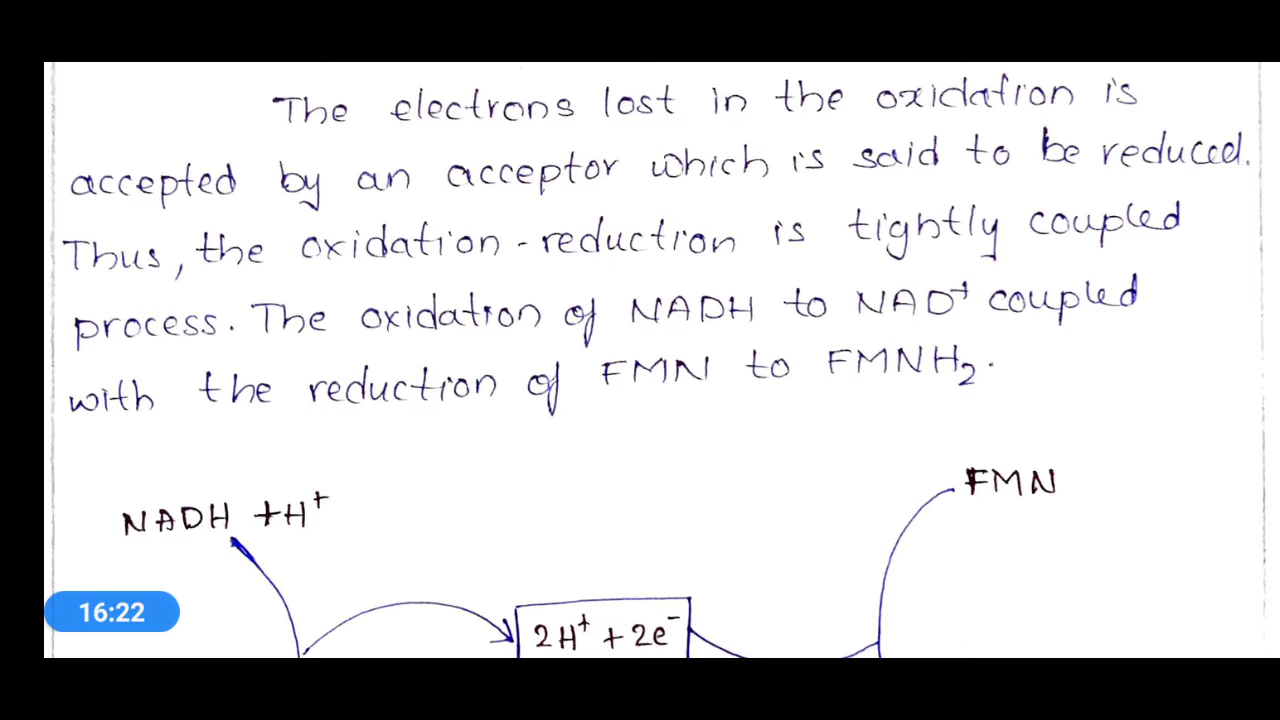 The electrons lost in the oxidation is
accepted by an acceptor which is said to be reduced.
Thus, the oxidation-reduction is tightly coupled
process. The oxidation of NADH to NAD⁺ coupled
with the reduction of FMN to FMNH₂.
FMN
NADH + H⁺
16:22
2H⁺ + 2e⁻